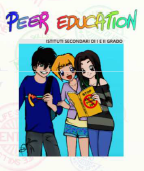 PEER EDUCATION
ISTITUTI SECONDARI DI I E II GRADO